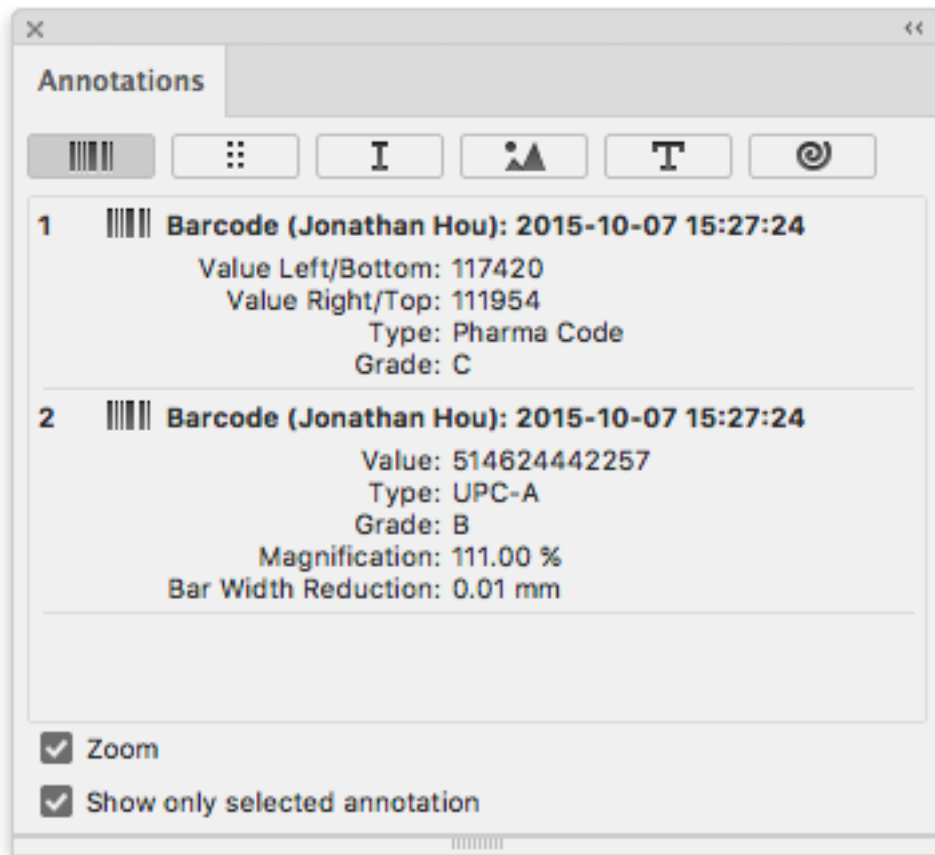 Annotations
1 Barcode (Jonathan Hou): 2015-10-07 15:27:24
Value Left/Bottom: 117420
Value Right/Top: 111954
Type: Pharma Code
Grade: C
2 Barcode (Jonathan Hou): 2015-10-07 15:27:24
Value: 514624442257
Type: UPC-A
Grade: B
Magnification: 111.00 %
Bar Width Reduction: 0.01 mm
Zoom
Show only selected annotation